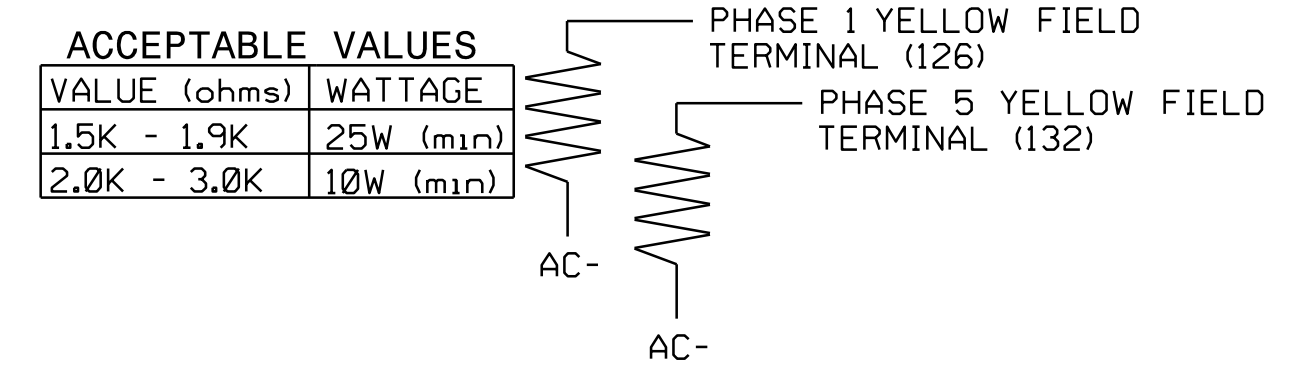 ACCEPTABLE VALUES
VALUE (ohms) WATTAGE
1.5K - 1.9K 25W (min)
2.0K - 3.0K 10W (min)
PHASE 1 YELLOW FIELD
TERMINAL (126)
AC-
PHASE 5 YELLOW FIELD
TERMINAL (132)
AC-